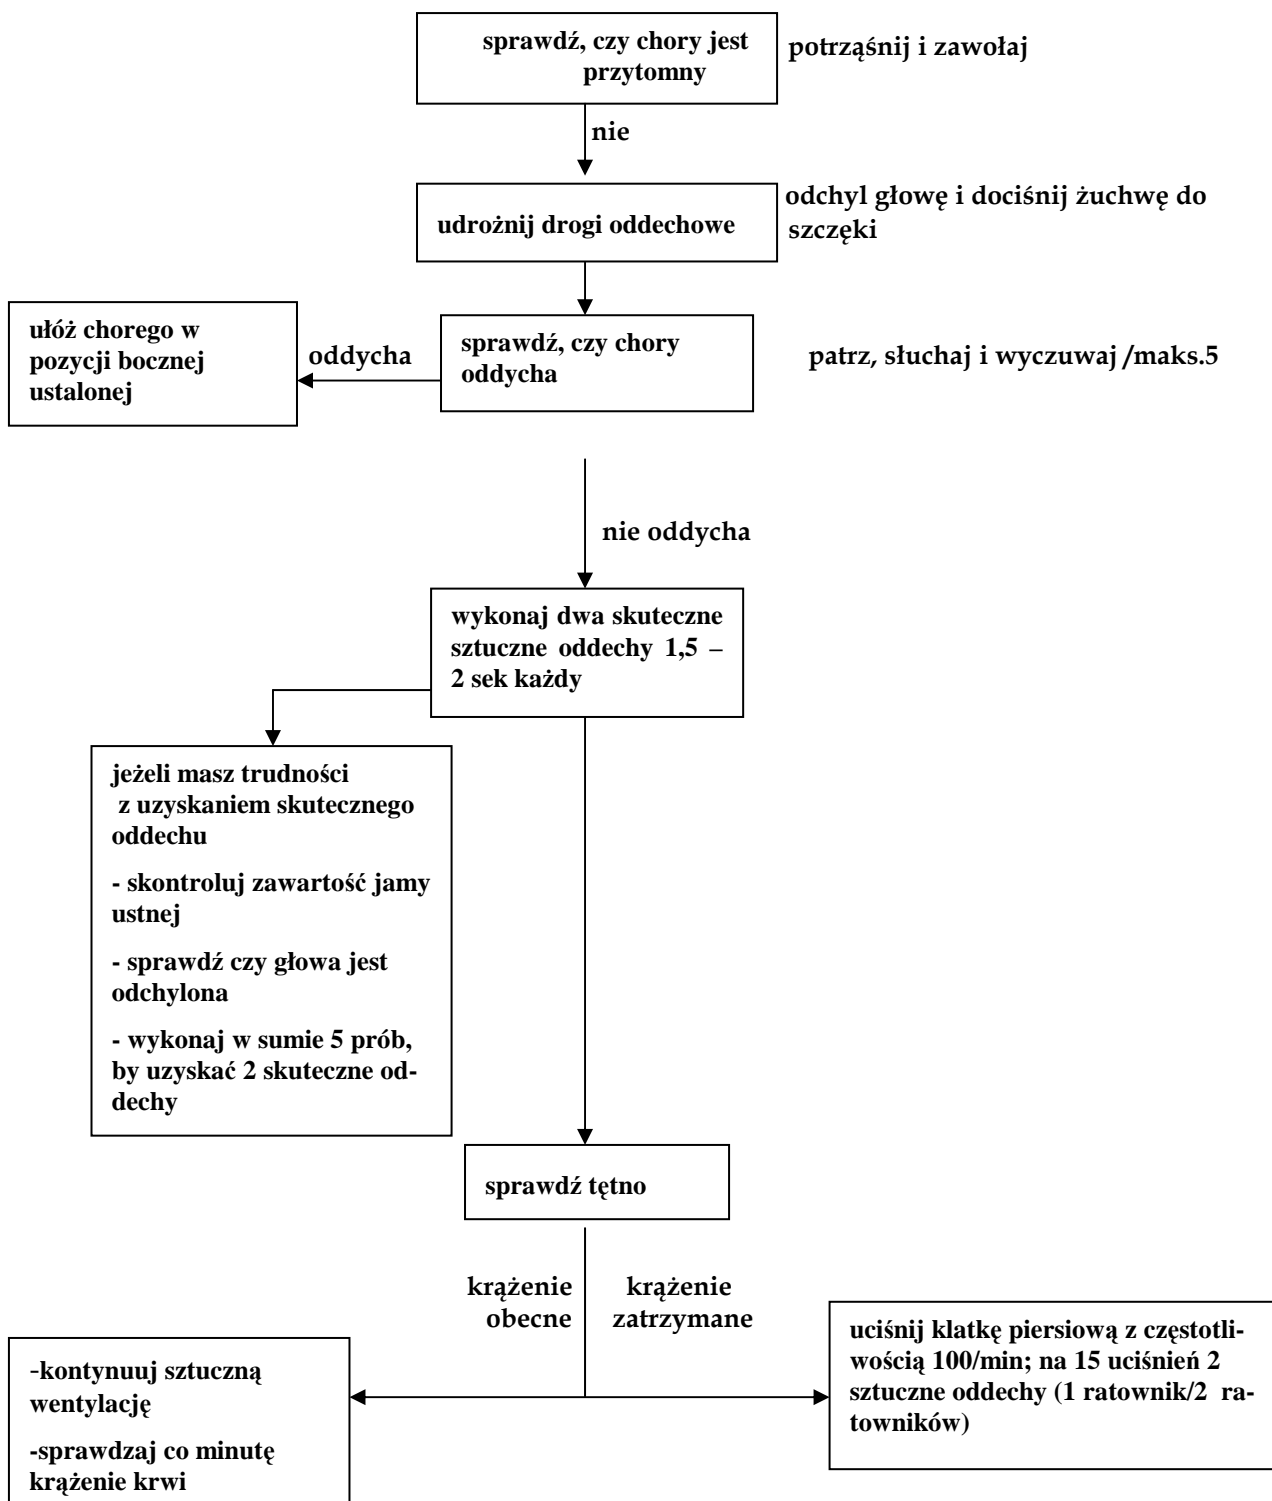 sprawdź, czy chory jest
przytomny
potrząśnij i zawołaj
nie
udrożnij drogi oddechowe
odchyl głowę i dociśnij żuchwę do
szczęki
ułóż chorego w
pozycji bocznej
ustalonej
oddycha
sprawdź, czy chory
oddycha
patrz, słuchaj i wyczuwaj /maks.5
nie oddycha
wykonaj dwa skuteczne
sztuczne oddechy 1,5 –
2 sek każdy
jeżeli masz trudności
z uzyskaniem skutecznego
oddechu
- skontroluj zawartość jamy
ustnej
- sprawdź czy głowa jest
odchylona
- wykonaj w sumie 5 prób,
by uzyskać 2 skuteczne od-
dechy
sprawdź tętno
krążenie
obecne
krążenie
zatrzymane
-kontynuuj sztuczną
wentylację
-sprawdzaj co minutę
krążenie krwi
uciśnij klatkę piersiową z częstotli-
wością 100/min; na 15 uciśnień 2
sztuczne oddechy (1 ratownik/2 ra-
towników)